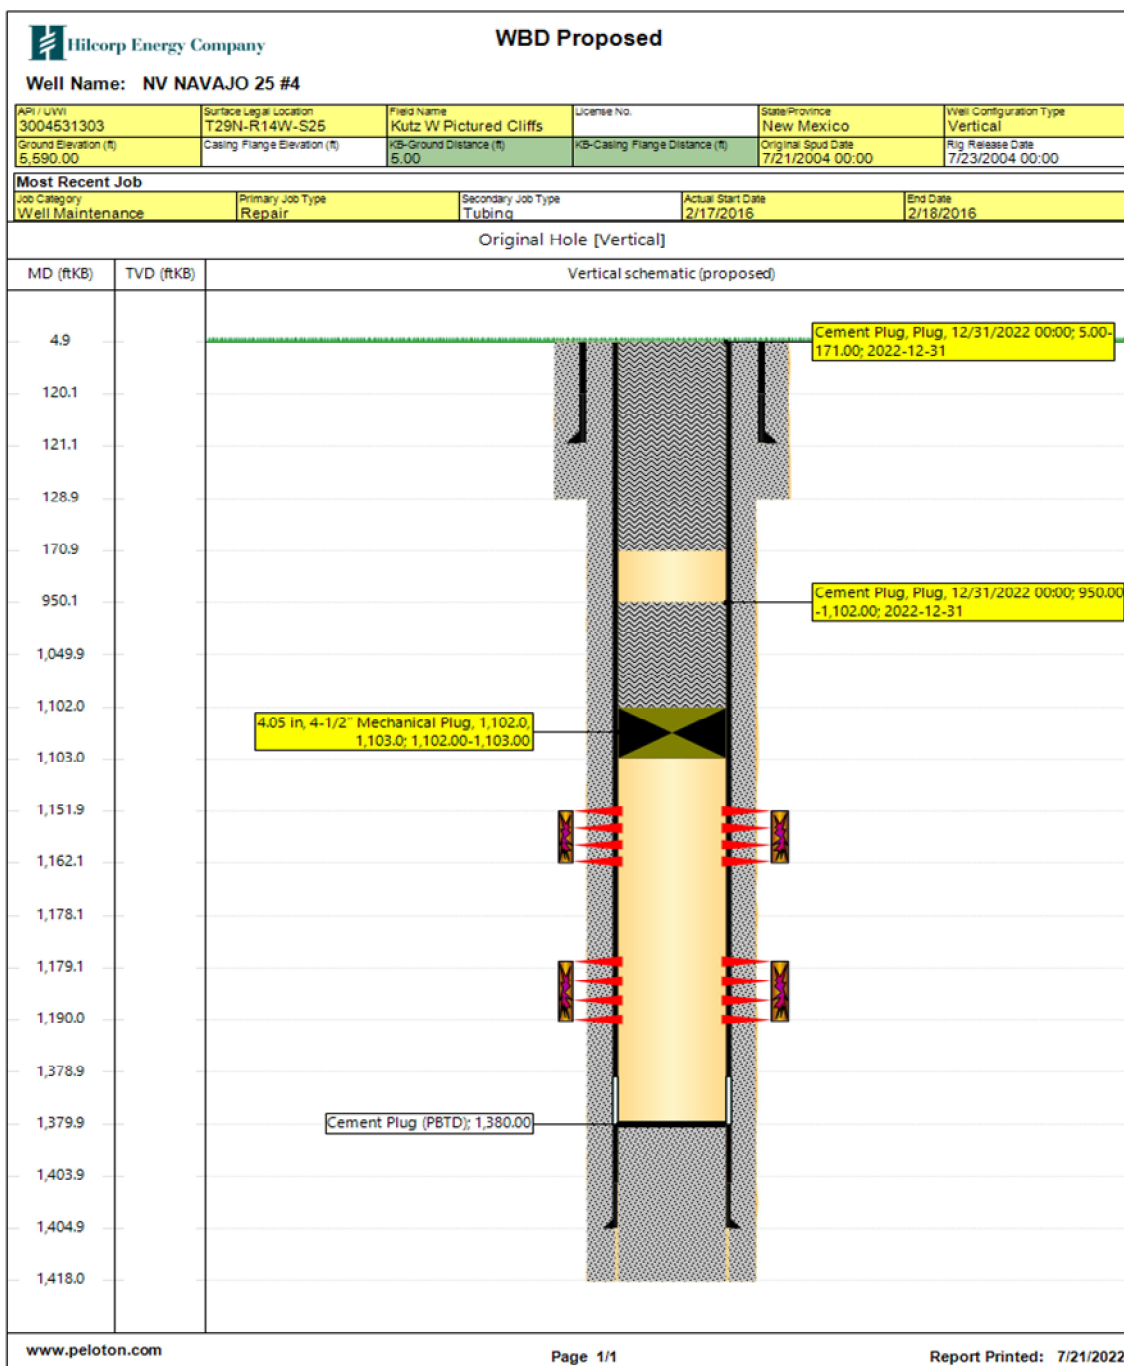 Hilcorp Energy Company
WBD Proposed
Well Name: NV NAVAJO 25 #4
API / UWI
3004531303
Surface Legal Location
T29N-R14W-S25
Field Name
Kutz W Pictured Cliffs
License No.
State/Province
New Mexico
Well Configuration Type
Vertical
Ground Elevation (ft)
5,590.00
Casing Flange Elevation (ft)
KB-Ground Distance (ft)
5.00
KB-Casing Flange Distance (ft)
Original Spud Date
7/21/2004 00:00
Rig Release Date
7/23/2004 00:00
Most Recent Job
Job Category
Well Maintenance
Primary Job Type
Repair
Secondary Job Type
Tubing
Actual Start Date
2/17/2016
End Date
2/18/2016
Original Hole [Vertical]
MD (ftKB)
TVD (ftKB)
Vertical schematic (proposed)
4.9
Cement Plug, Plug, 12/31/2022 00:00; 5.00-
171.00; 2022-12-31
120.1
121.1
128.9
170.9
950.1
Cement Plug, Plug, 12/31/2022 00:00; 950.00
-1,102.00; 2022-12-31
1,049.9
1,102.0
4.05 in, 4-1/2" Mechanical Plug, 1,102.0,
1,103.0; 1,102.00-1,103.00
1,103.0
1,151.9
1,162.1
1,178.1
1,179.1
1,190.0
1,378.9
1,379.9
Cement Plug (PBTD); 1,380.00
1,403.9
1,404.9
1,418.0
www.peloton.com
Page 1/1
Report Printed: 7/21/2022